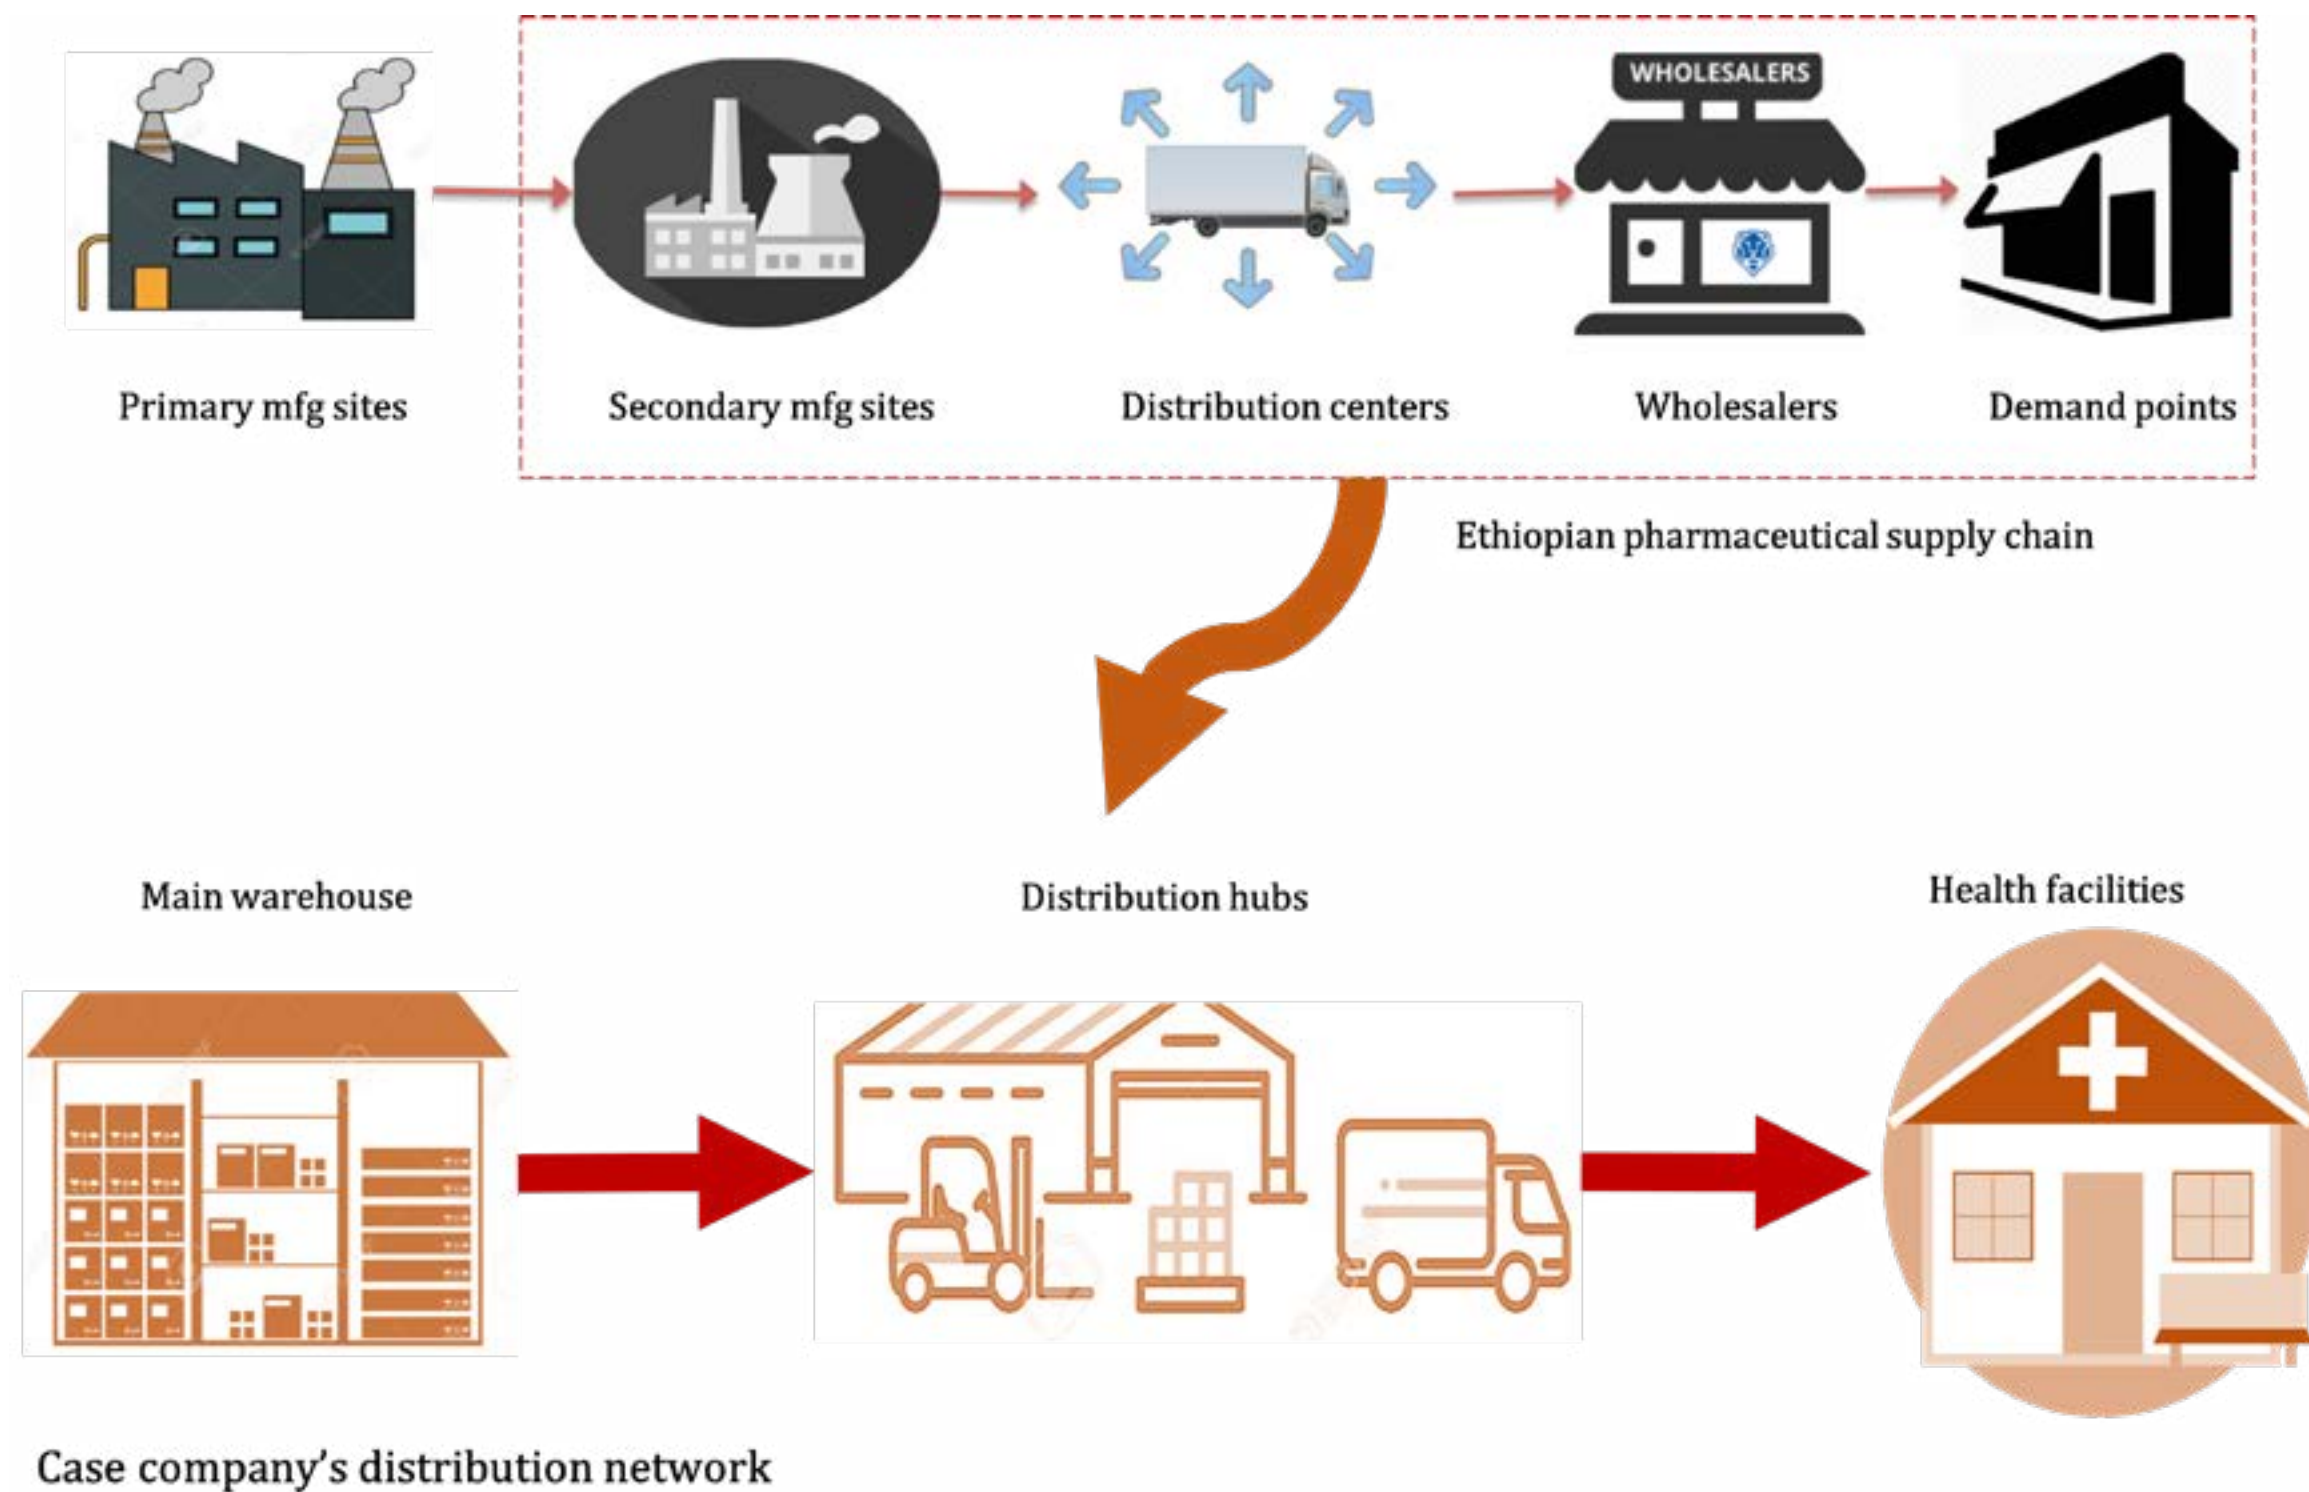 WHOLESALERS
Primary mfg sites
Secondary mfg sites
Distribution centers
Wholesalers
Demand points
Ethiopian pharmaceutical supply chain
Main warehouse
Distribution hubs
Health facilities
Case company's distribution network